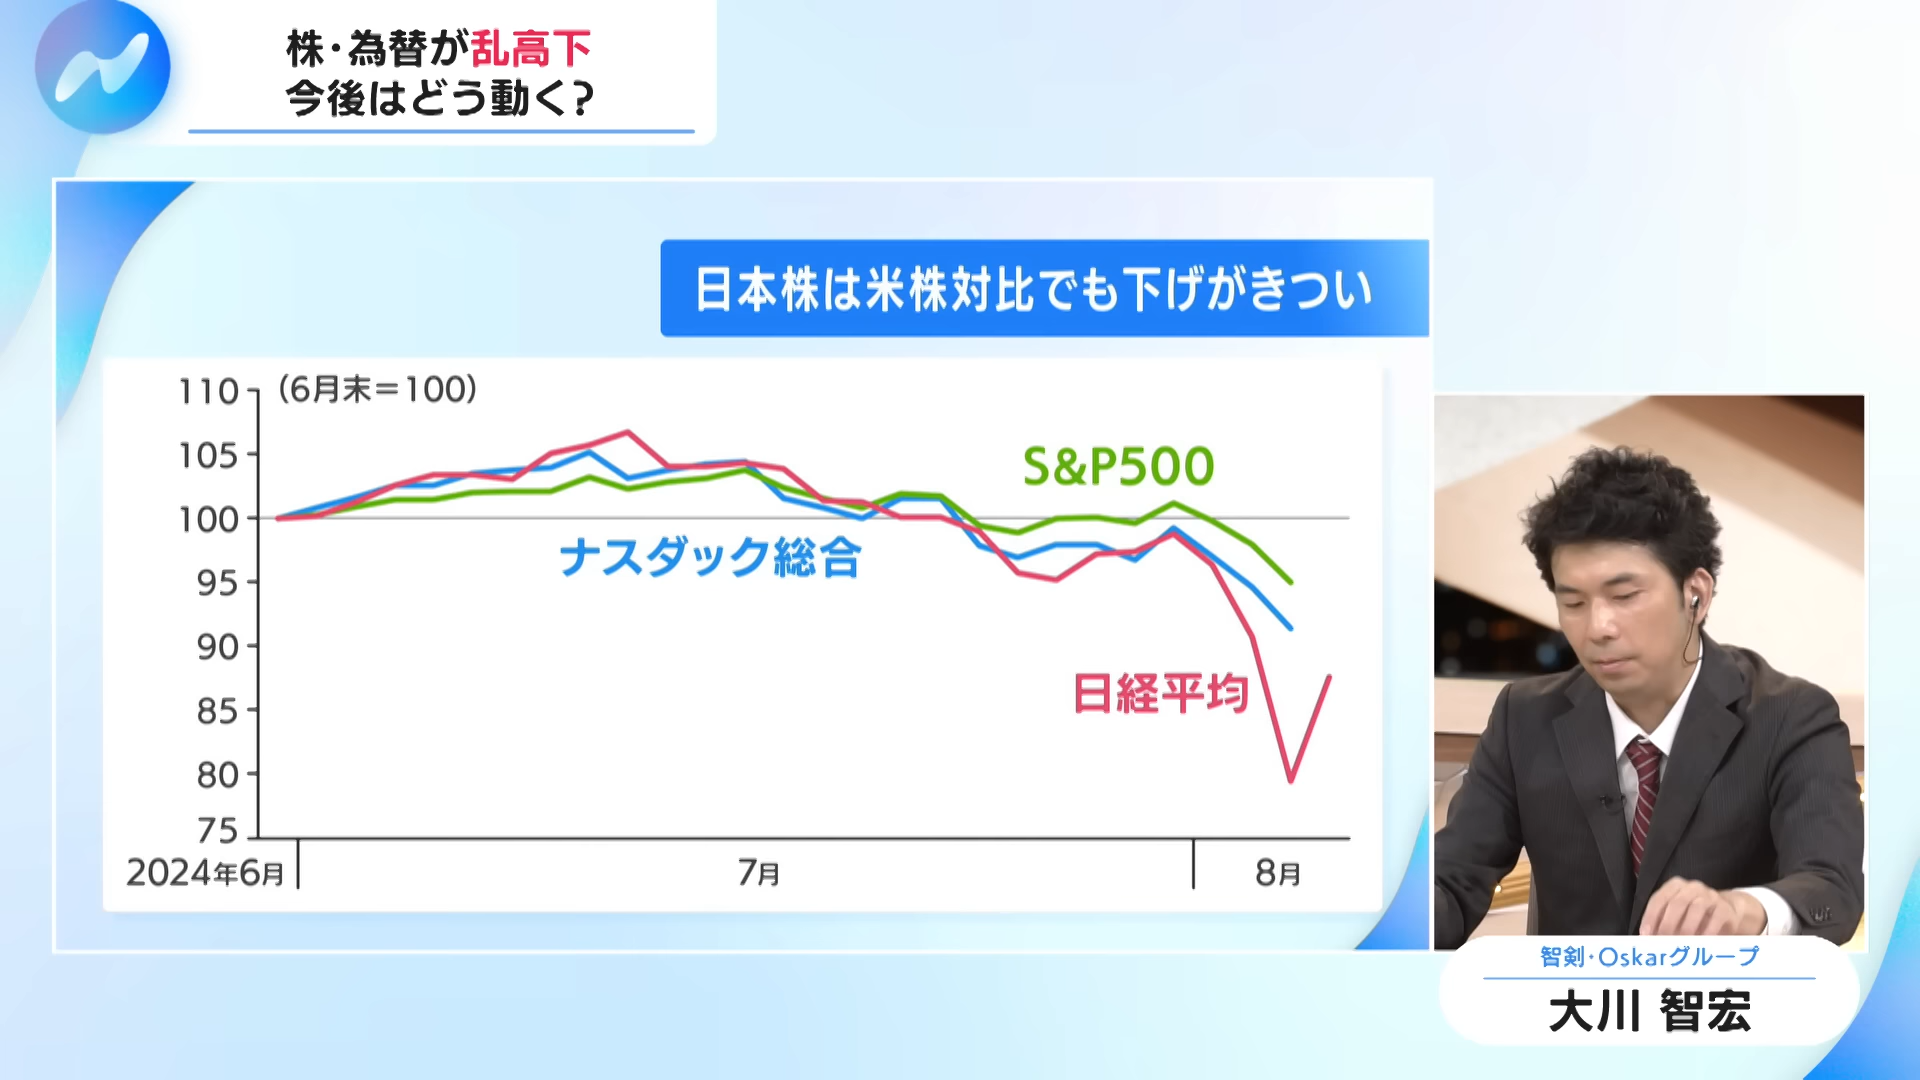 株・為替が乱高下
今後はどう動く?
日本株は米株対比でも下げがきつい
(6月末=100)
110
105
100
95
90
85
80
75
S&P500
ナスダック総合
日経平均
2024年6月
7月
8月
智剣・Oskarグループ
大川 智宏